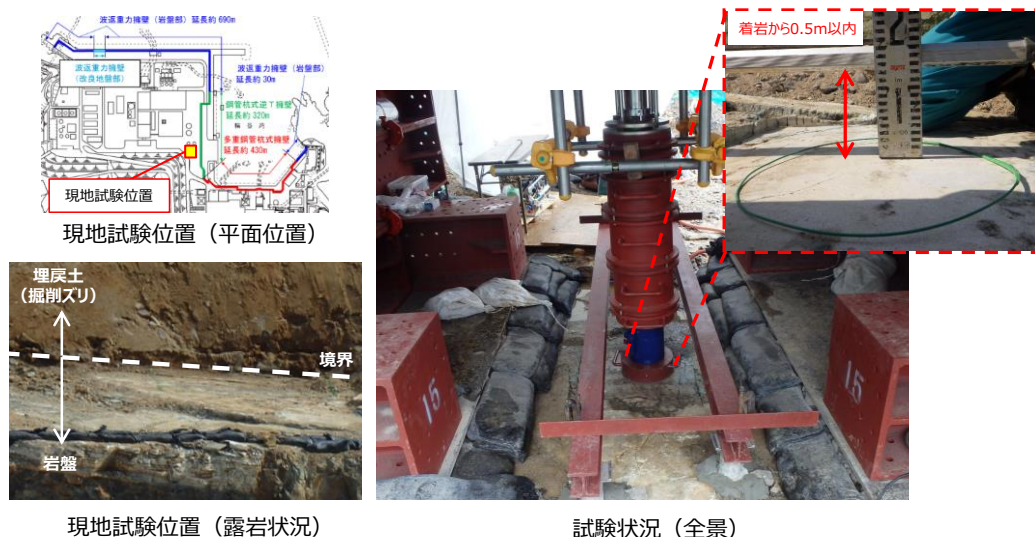 波返重力擁壁（岩盤部）延長約690m
波返重力擁壁
（改良地盤部）
波返重力擁壁（岩盤部）
延長約30m
鋼管杭式逆T擁壁
延長約320m
輪谷湾
多重鋼管杭式擁壁
延長約430m
現地試験位置
現地試験位置（平面位置）
着岩から0.5m以内
埋戻土
（掘削ズリ）
境界
岩盤
現地試験位置（露岩状況）
15
15
試験状況（全景）